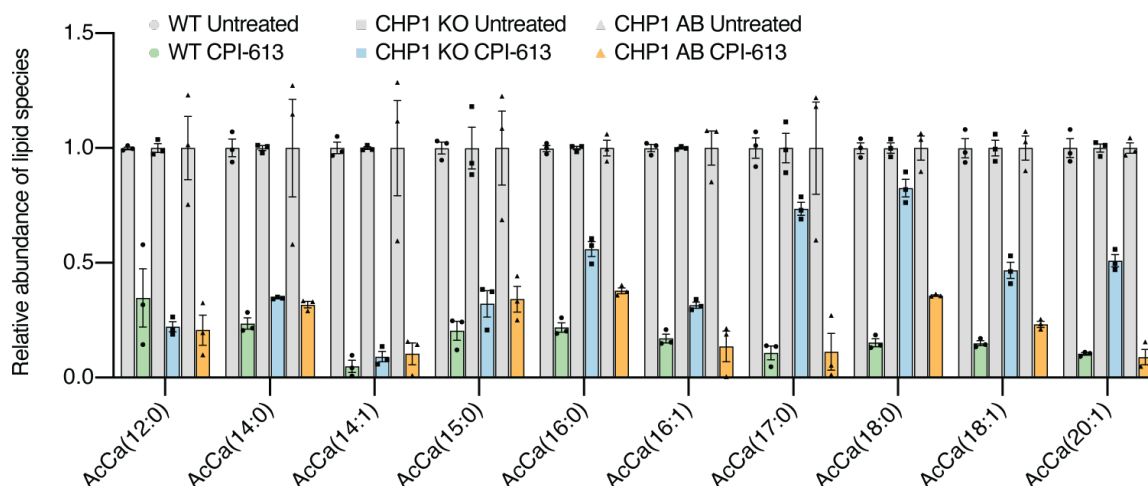 WT Untreated CHP1 KO Untreated CHP1 AB Untreated
WT CPI-613 CHP1 KO CPI-613 CHP1 AB CPI-613
Relative abundance of lipid species
1.5
1.0
0.5
0.0
AcCa(12:0) AcCa(14:0) AcCa(14:1) AcCa(15:0) AcCa(16:0) AcCa(16:1) AcCa(17:0) AcCa(18:0) AcCa(18:1) AcCa(20:1)